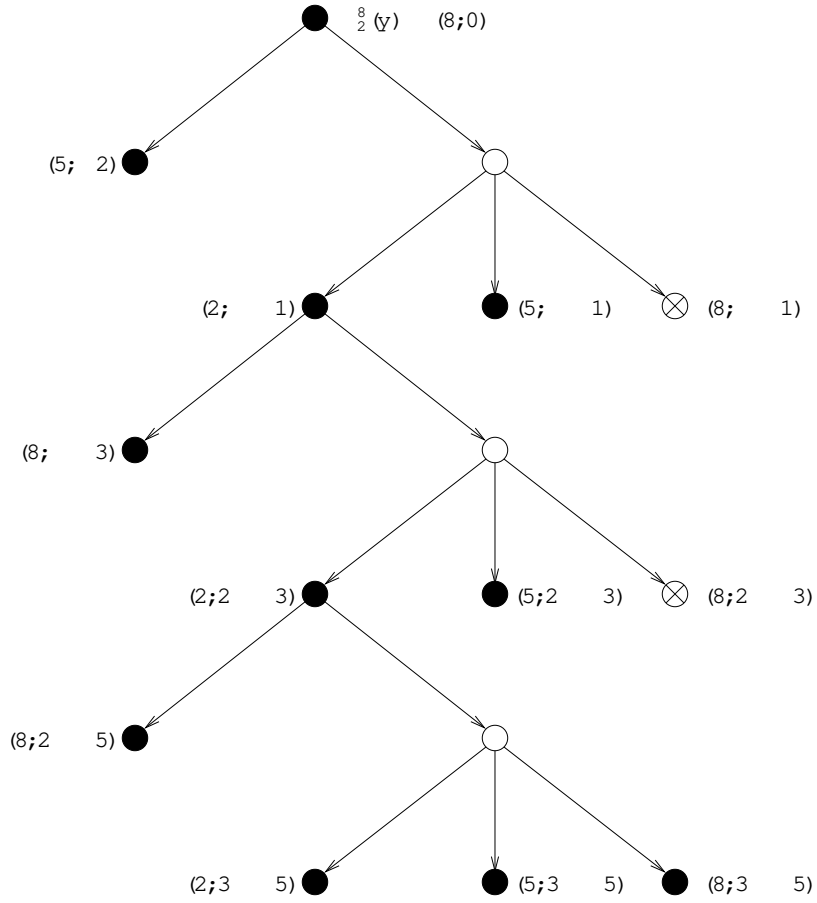 8
2 (y) (8;0)
(5; 2)
(2; 1) (5; 1) (8; 1)
(8; 3)
(2;2 3) (5;2 3) (8;2 3)
(8;2 5)
(2;3 5) (5;3 5) (8;3 5)